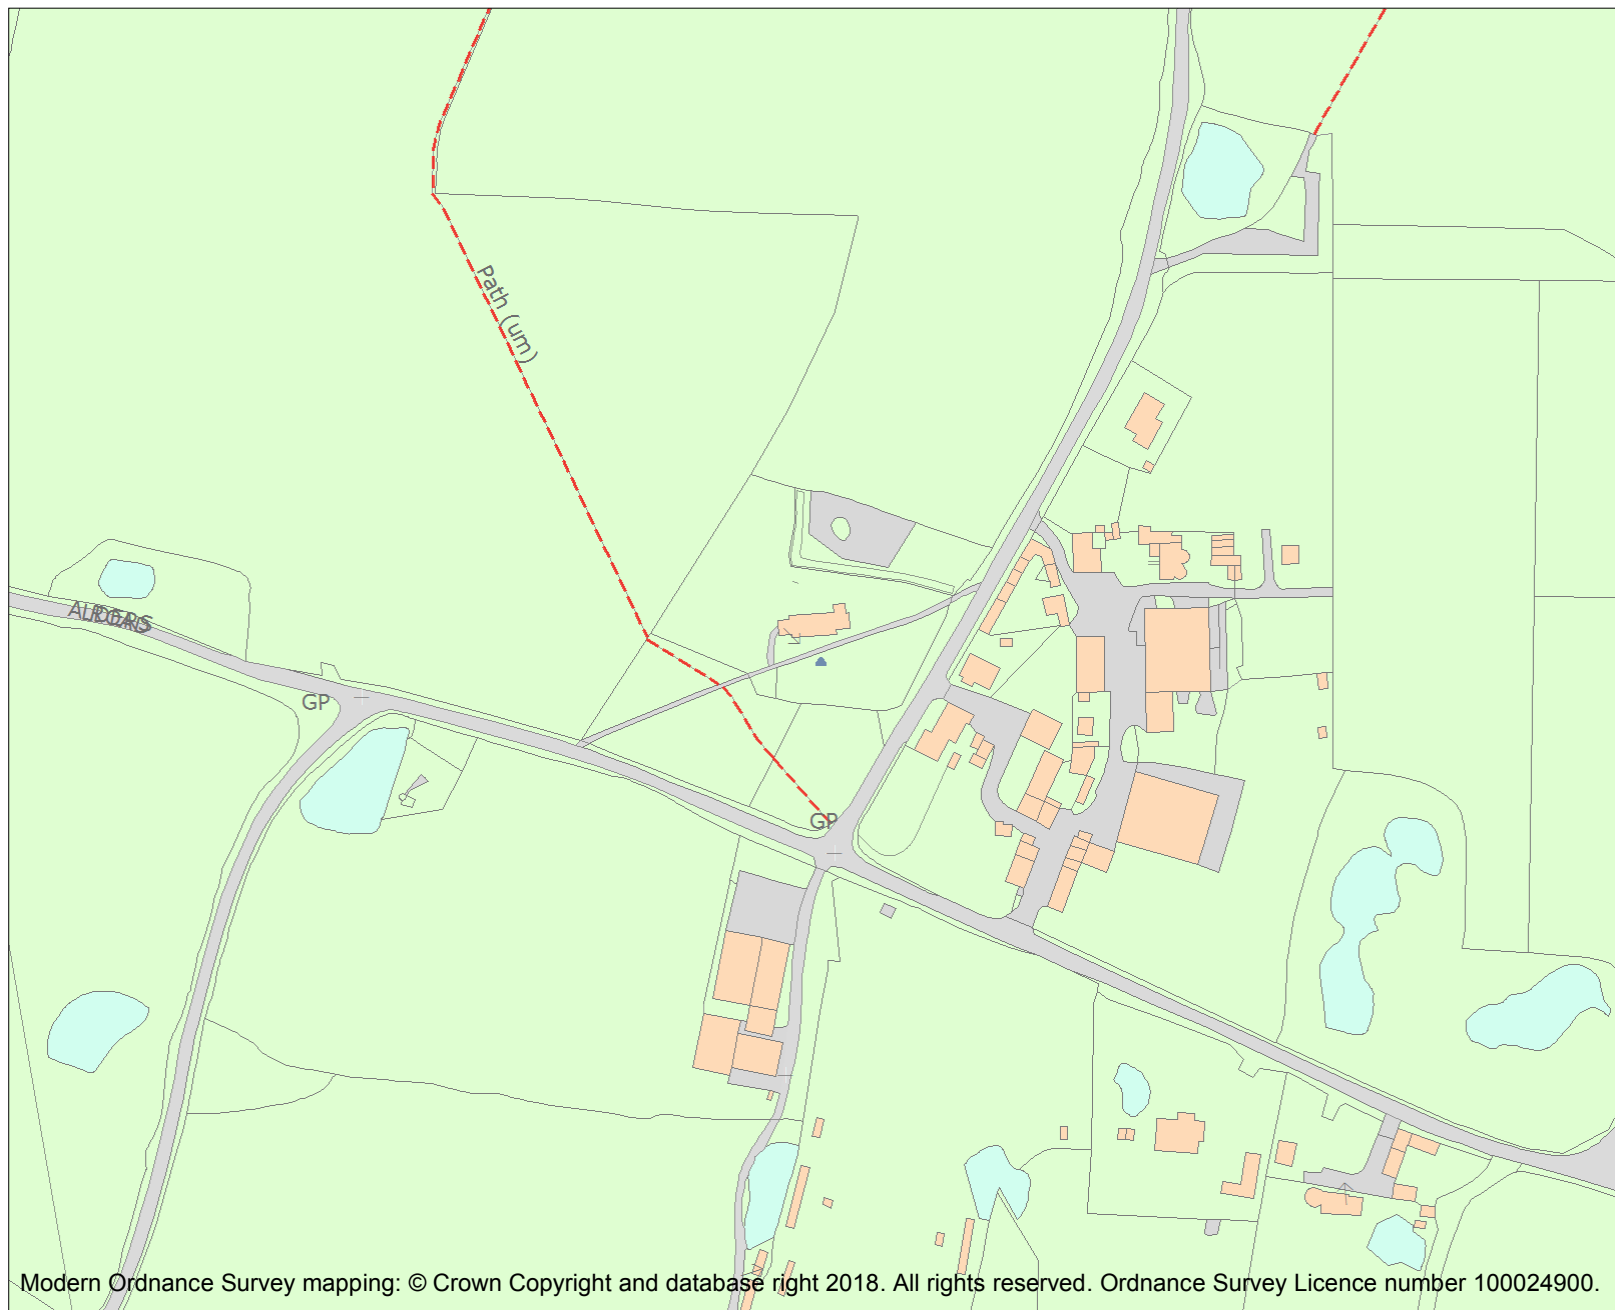 Path (um)
GP
GP
Modern Ordnance Survey mapping: © Crown Copyright and database right 2018. All rights reserved. Ordnance Survey Licence number 100024900.